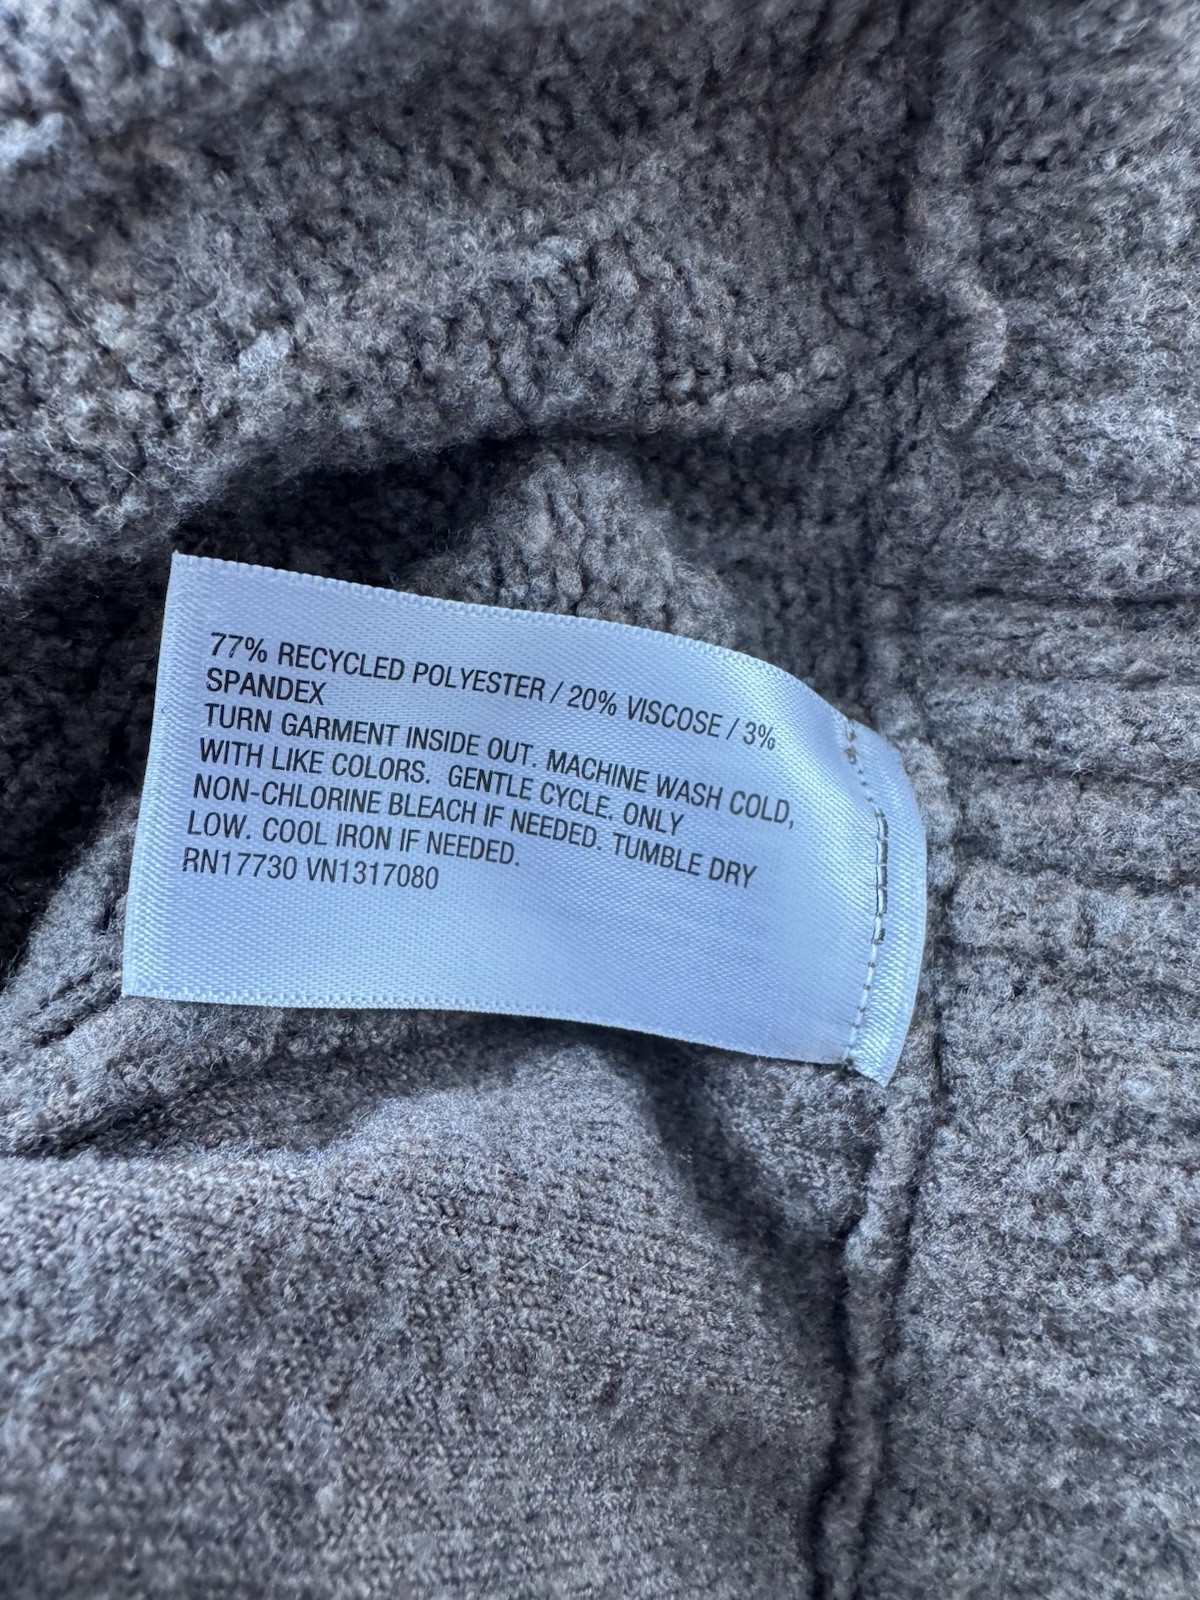 77% RECYCLED POLYESTER / 20% VISCOSE / 3%
SPANDEX
TURN GARMENT INSIDE OUT. MACHINE WASH COLD,
WITH LIKE COLORS.  GENTLE CYCLE. ONLY
NON-CHLORINE BLEACH IF NEEDED. TUMBLE DRY
LOW. COOL IRON IF NEEDED.
RN17730 VN1317080